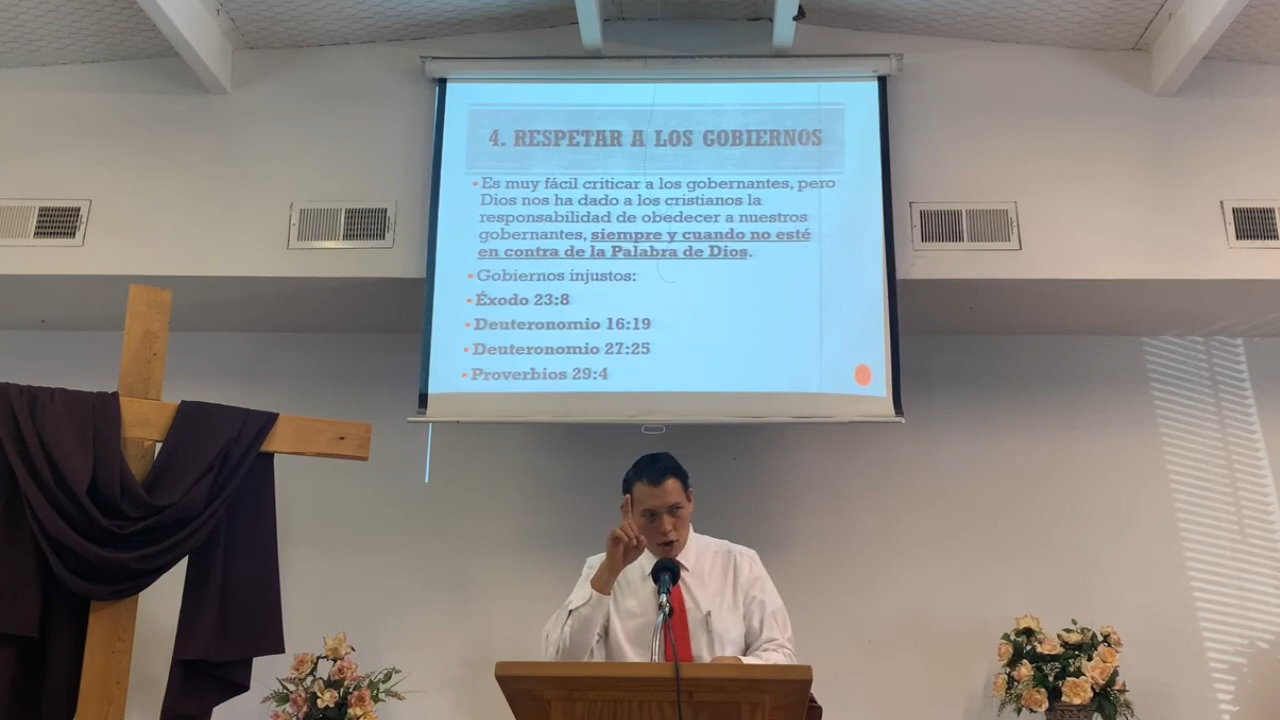 4. RESPETAR A LOS GOBIERNOS
▪ Es muy fácil criticar a los gobernantes, pero
Dios nos ha dado a los cristianos la
responsabilidad de obedecer a nuestros
gobernantes, siempre y cuando no esté
en contra de la Palabra de Dios.
▪ Gobiernos injustos:
▪ Éxodo 23:8
▪ Deuteronomio 16:19
▪ Deuteronomio 27:25
▪ Proverbios 29:4